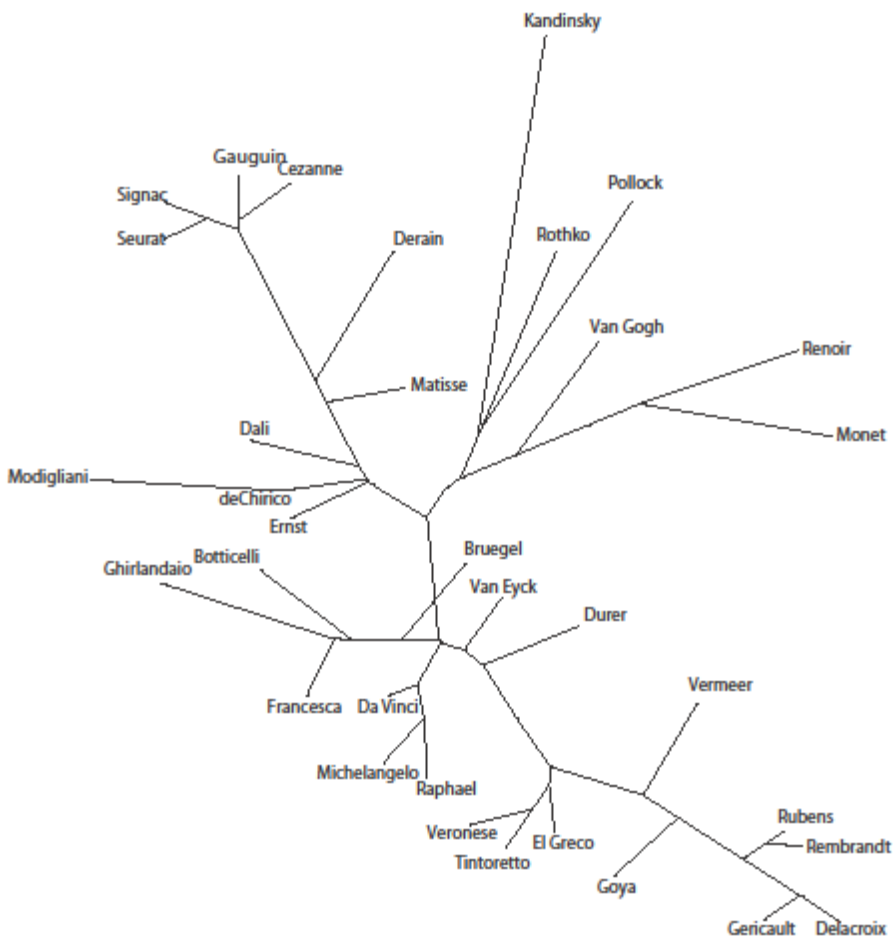 Kandinsky
Gauguin
Cezanne
Signac
Pollock
Seurat
Derain
Rothko
Van Gogh
Renoir
Matisse
Dali
Monet
Modigliani
deChirico
Ernst
Bruegel
Botticelli
Ghirlandaio
Van Eyck
Durer
Vermeer
Francesca
Da Vinci
Michelangelo
Raphael
Rubens
Veronese
El Greco
Rembrandt
Tintoretto
Goya
Gericault
Delacroix